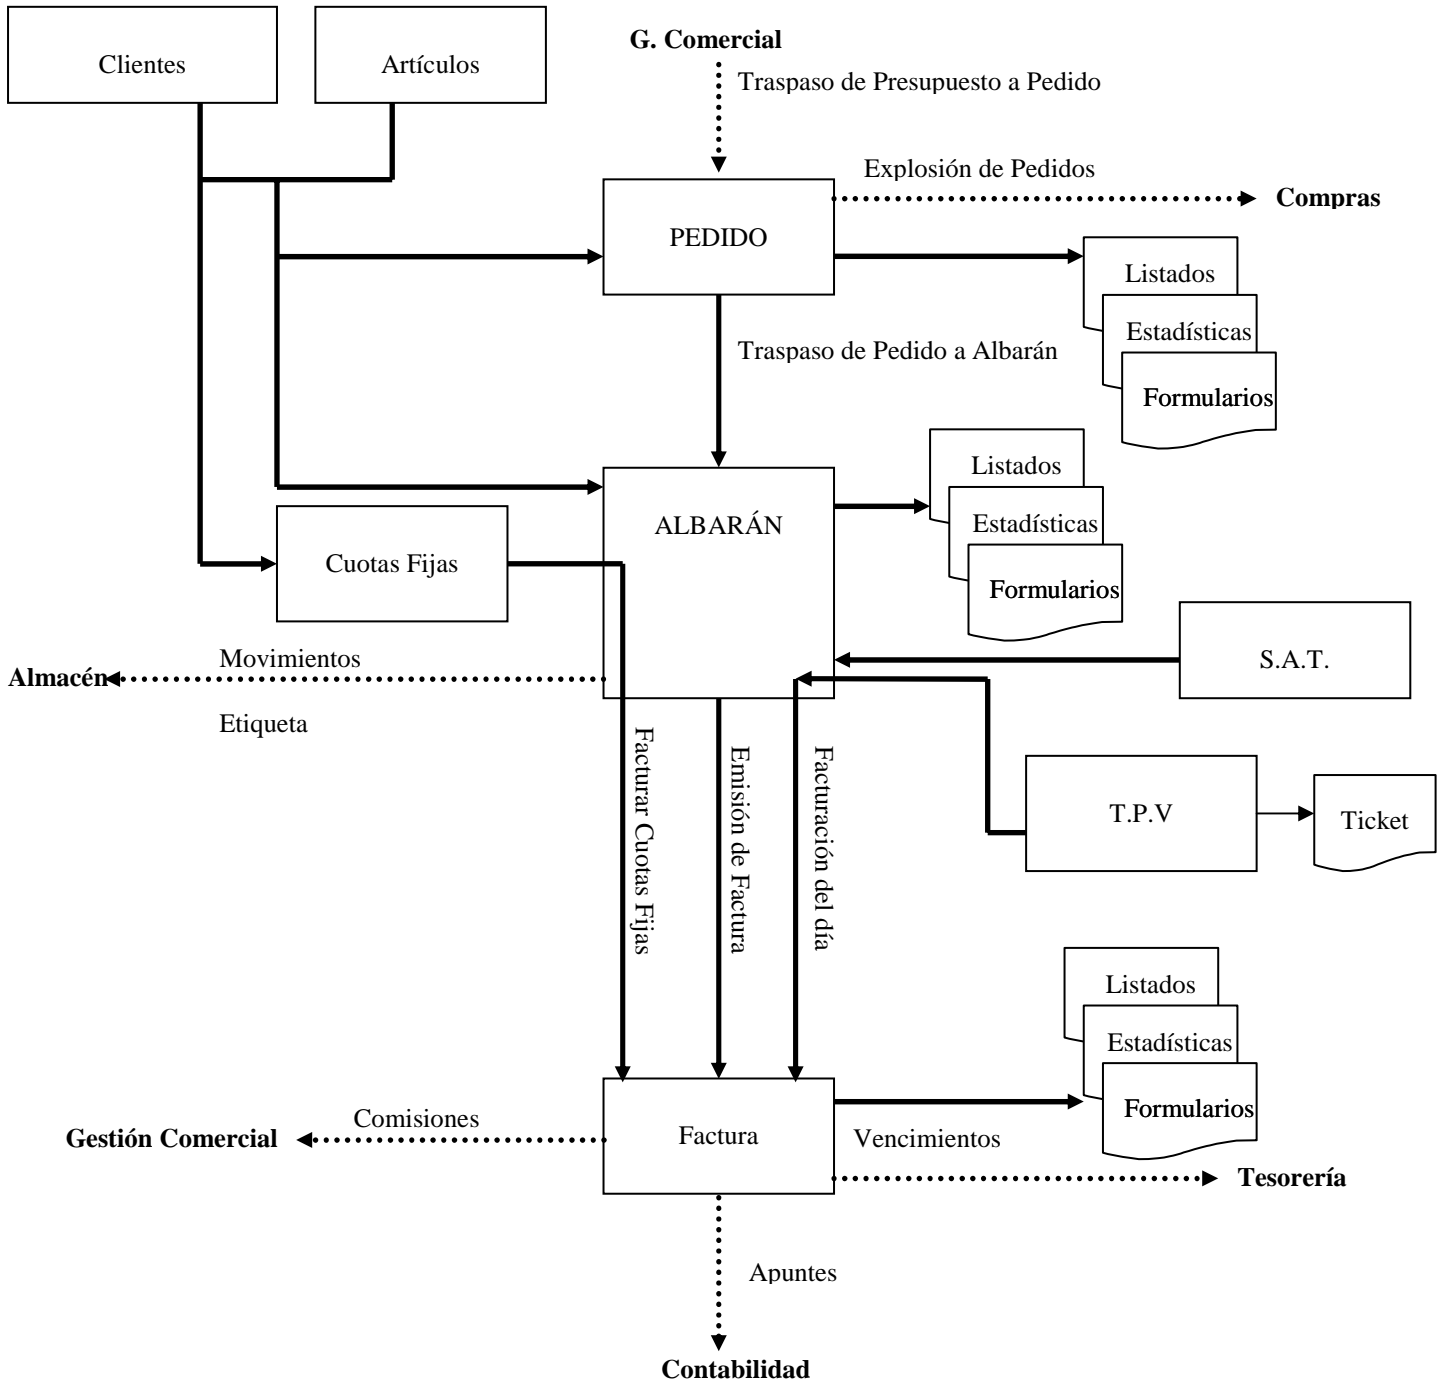 G. Comercial
Clientes
Artículos
Traspaso de Presupuesto a Pedido
Explosión de Pedidos
Compras
PEDIDO
Listados
Estadísticas
Formularios
Traspaso de Pedido a Albarán
Listados
Estadísticas
Formularios
ALBARÁN
Cuotas Fijas
S.A.T.
Movimientos
Almacén
Etiqueta
Facturar Cuotas Fijas
Emisión de Factura
Facturación del día
T.P.V
Ticket
Listados
Estadísticas
Formularios
Comisiones
Gestión Comercial
Factura
Vencimientos
Tesorería
Apuntes
Contabilidad